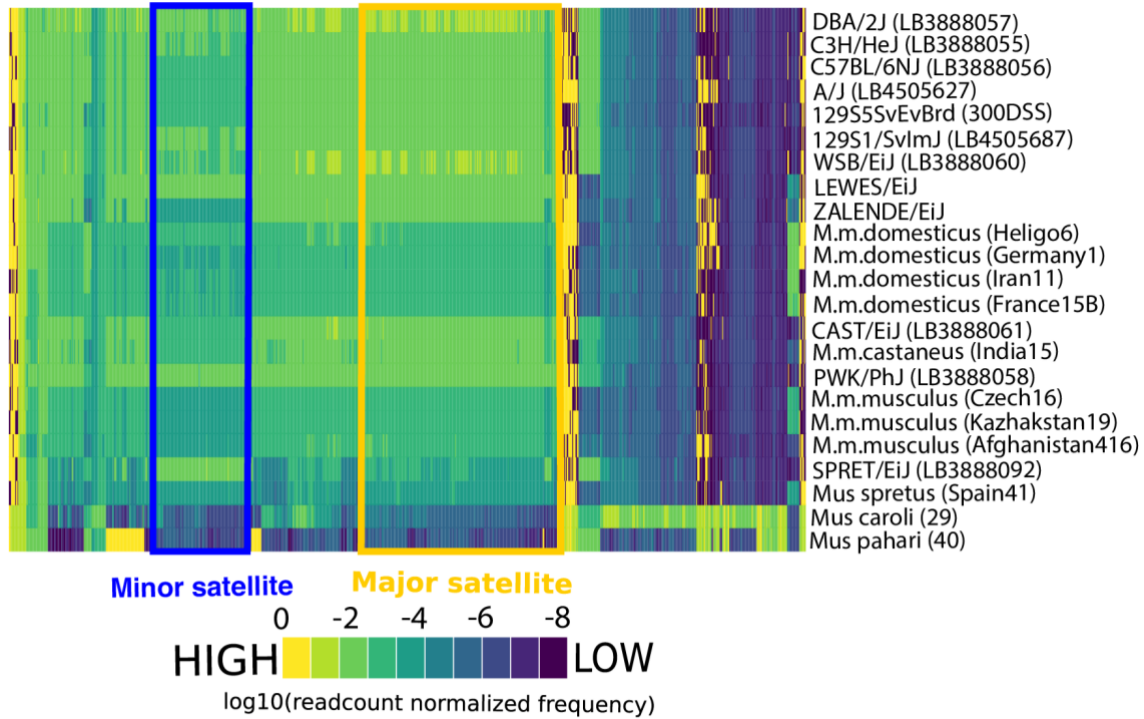 DBA/2J (LB3888057)
C3H/HeJ (LB3888055)
C57BL/6NJ (LB3888056)
A/J (LB4505627)
129S5SvEvBrd (300DSS)
129S1/SvImJ (LB4505687)
WSB/EiJ (LB3888060)
LEWES/EiJ
ZALENDE/EiJ
M.m.domesticus (Heligo6)
M.m.domesticus (Germany1)
M.m.domesticus (Iran11)
M.m.domesticus (France15B)
CAST/EiJ (LB3888061)
M.m.castaneus (India15)
PWK/PhJ (LB3888058)
M.m.musculus (Czech16)
M.m.musculus (Kazhakstan19)
M.m.musculus (Afghanistan416)
SPRET/EiJ (LB3888092)
Mus spretus (Spain41)
Mus caroli (29)
Mus pahari (40)
Minor satellite Major satellite
0 -2 -4 -6 -8
HIGH LOW
log10(readcount normalized frequency)